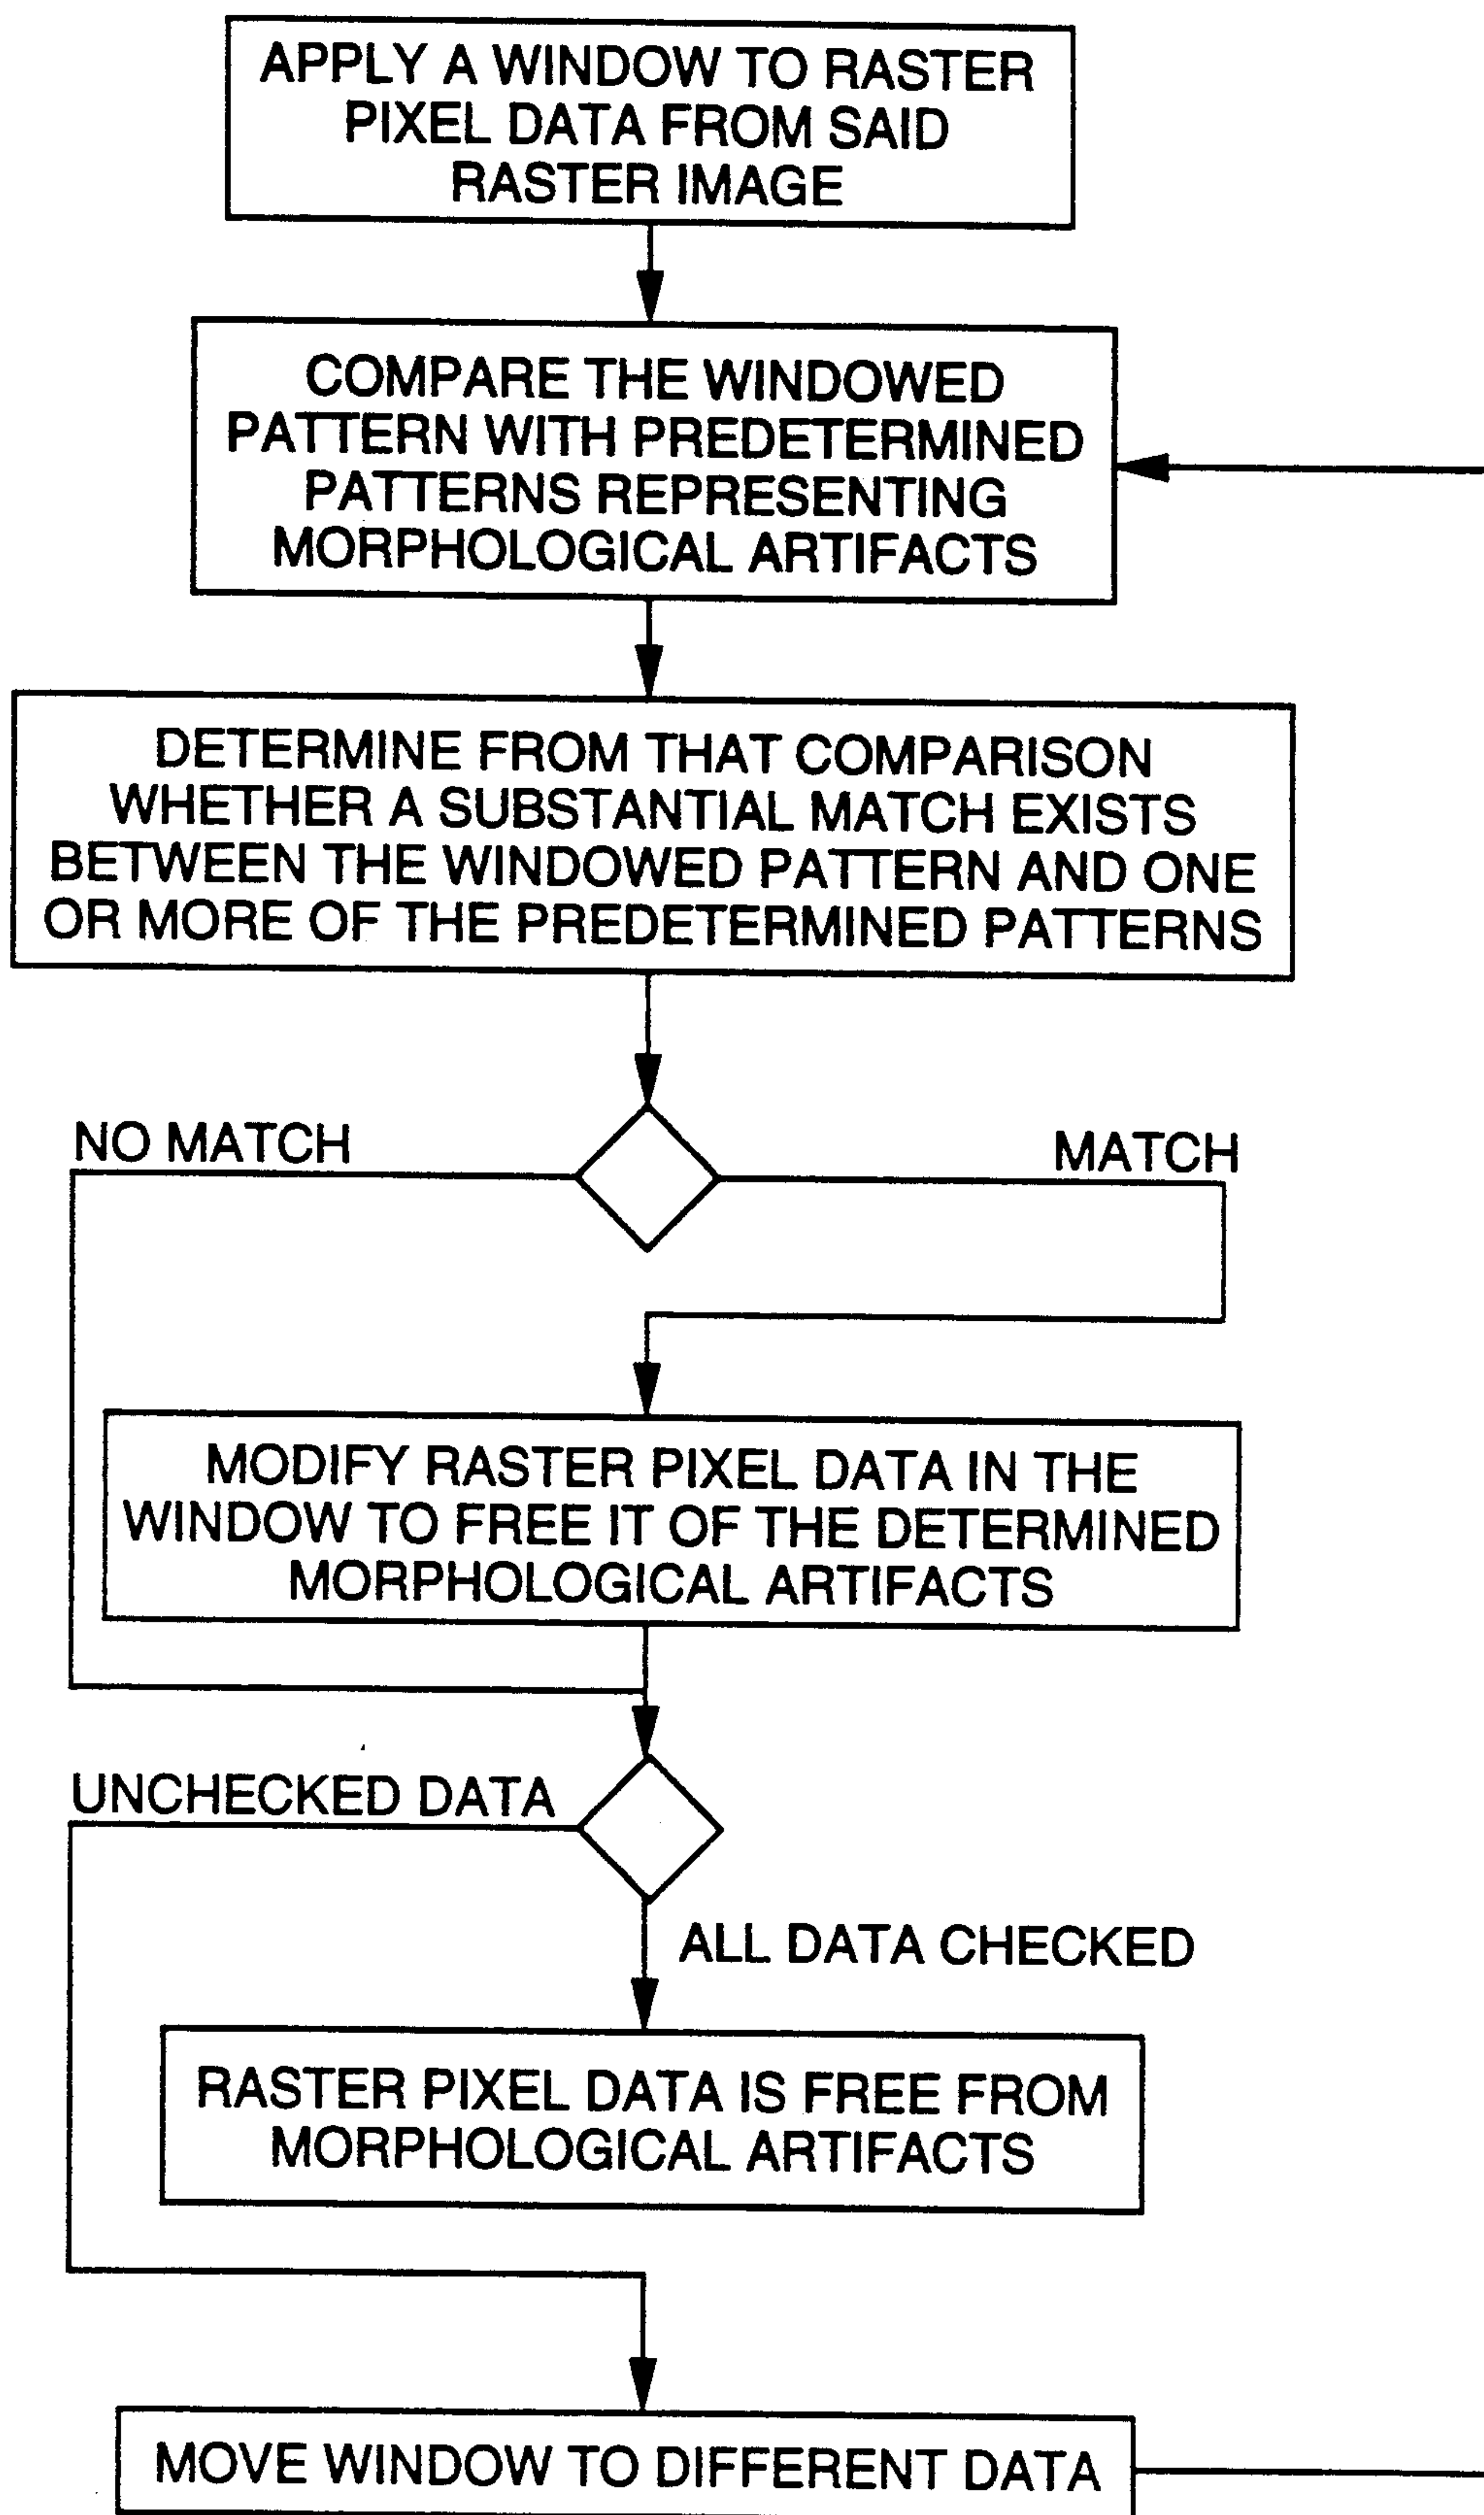 APPLY A WINDOW TO RASTER
PIXEL DATA FROM SAID
RASTER IMAGE
COMPARE THE WINDOWED
PATTERN WITH PREDETERMINED
PATTERNS REPRESENTING
MORPHOLOGICAL ARTIFACTS
DETERMINE FROM THAT COMPARISON
WHETHER A SUBSTANTIAL MATCH EXISTS
BETWEEN THE WINDOWED PATTERN AND ONE
OR MORE OF THE PREDETERMINED PATTERNS
NO MATCH
MATCH
MODIFY RASTER PIXEL DATA IN THE
WINDOW TO FREE IT OF THE DETERMINED
MORPHOLOGICAL ARTIFACTS
UNCHECKED DATA
ALL DATA CHECKED
RASTER PIXEL DATA IS FREE FROM
MORPHOLOGICAL ARTIFACTS
MOVE WINDOW TO DIFFERENT DATA